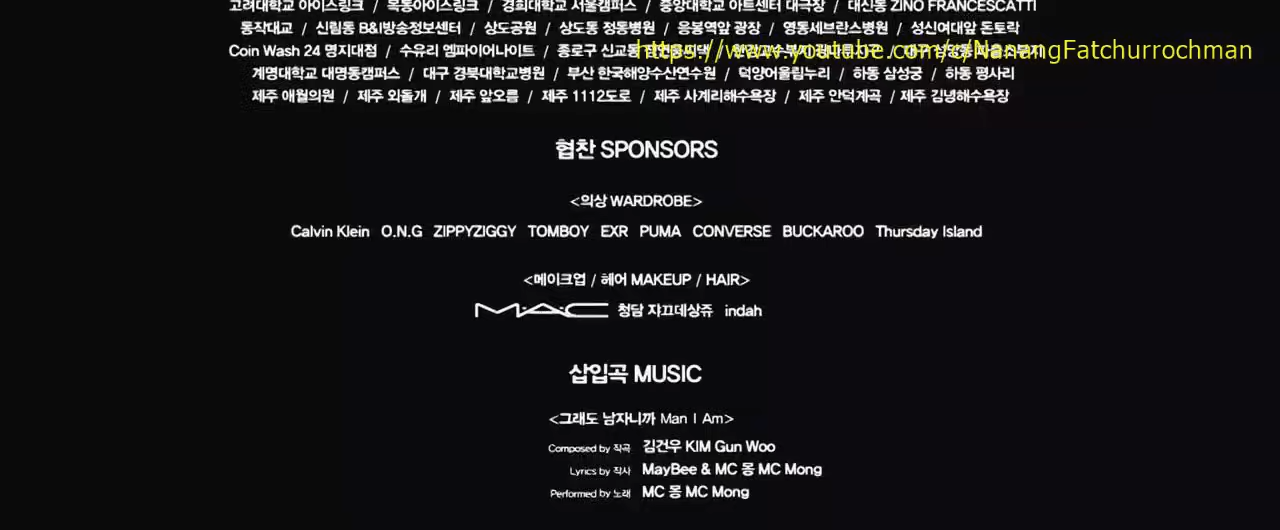 고려대학교 아이스링크 / 목동아이스링크 / 경희대학교 서울캠퍼스 / 중앙대학교 아트센터 대극장 / 대신동 ZINO FRANCESCATTI
동작대교 / 신림동 B&I방송정보센터 / 상도공원 / 상도동 정동병원 / 응봉역앞 광장 / 영동세브란스병원 / 성신여대앞 돈토락
https://www.youtube.com/c/NanangFatchurrochman
Coin Wash 24 명지대점 / 수유리 엠파이어나이트 / 종로구 신교동
계명대학교 대명동캠퍼스 / 대구 경북대학교병원 / 부산 한국해양수산연수원 / 덕양어울림누리 / 하동 삼성궁 / 하동 평사리
제주 애월의원 / 제주 외돌개 / 제주 앞오름 / 제주 1112도로 / 제주 사계리해수욕장 / 제주 안덕계곡 / 제주 김녕해수욕장
협찬 SPONSORS
<의상 WARDROBE>
Calvin Klein O.N.G ZIPPYZIGGY TOMBOY EXR PUMA CONVERSE BUCKAROO Thursday Island
<메이크업 / 헤어 MAKEUP / HAIR>
MAC 청담 쟈끄데상쥬 indah
삽입곡 MUSIC
<그래도 남자니까 Man I Am>
Composed by 작곡 김건우 KIM Gun Woo
Lyrics by 작사 MayBee & MC 몽 MC Mong
Performed by 노래 MC 몽 MC Mong